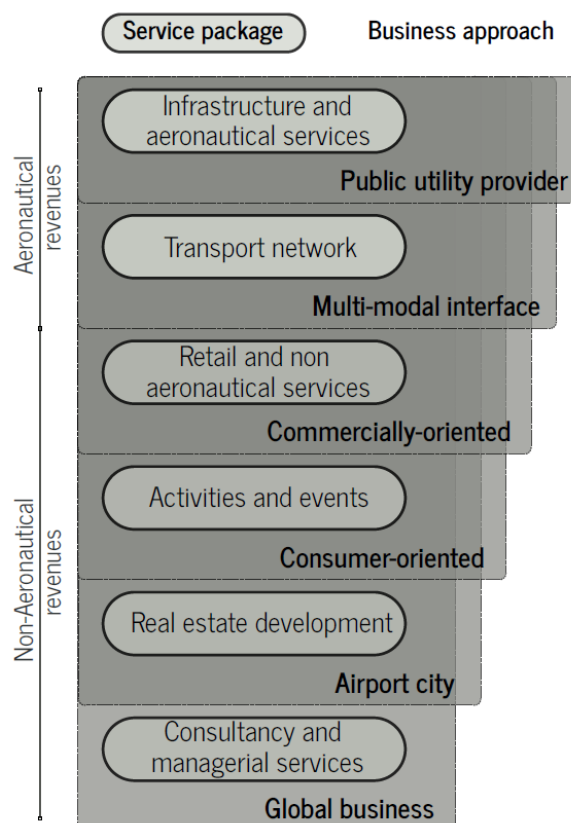 Service package
Business approach
Aeronautical
revenues
Infrastructure and
aeronautical services
Public utility provider
Transport network
Multi-modal interface
Non-Aeronautical
revenues
Retail and non
aeronautical services
Commercially-oriented
Activities and events
Consumer-oriented
Real estate development
Airport city
Consultancy and
managerial services
Global business